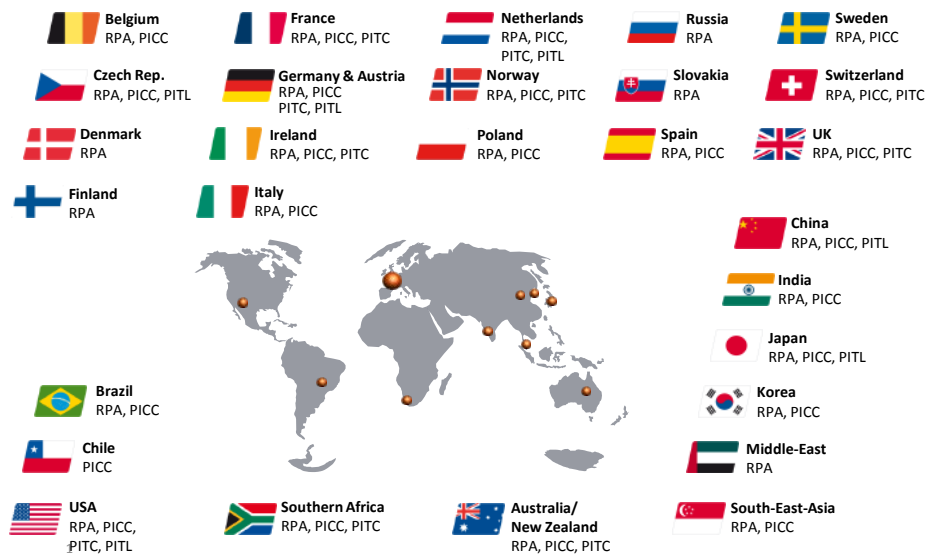 Belgium
RPA, PICC
France
RPA, PICC, PITC
Netherlands
RPA, PICC,
PITC, PITL
Russia
RPA
Sweden
RPA, PICC
Czech Rep.
RPA, PICC, PITL
Germany & Austria
RPA, PICC
PITC, PITL
Norway
RPA, PICC, PITC
Slovakia
RPA
Switzerland
RPA, PICC, PITC
Denmark
RPA
Ireland
RPA, PICC, PITC
Poland
RPA, PICC
Spain
RPA, PICC
UK
RPA, PICC, PITC
Finland
RPA
Italy
RPA, PICC
China
RPA, PICC, PITL
India
RPA, PICC
Japan
RPA, PICC, PITL
Brazil
RPA, PICC
Korea
RPA, PICC
Chile
PICC
Middle-East
RPA
USA
RPA, PICC,
PITC, PITL
Southern Africa
RPA, PICC, PITC
Australia/
New Zealand
RPA, PICC, PITC
South-East-Asia
RPA, PICC